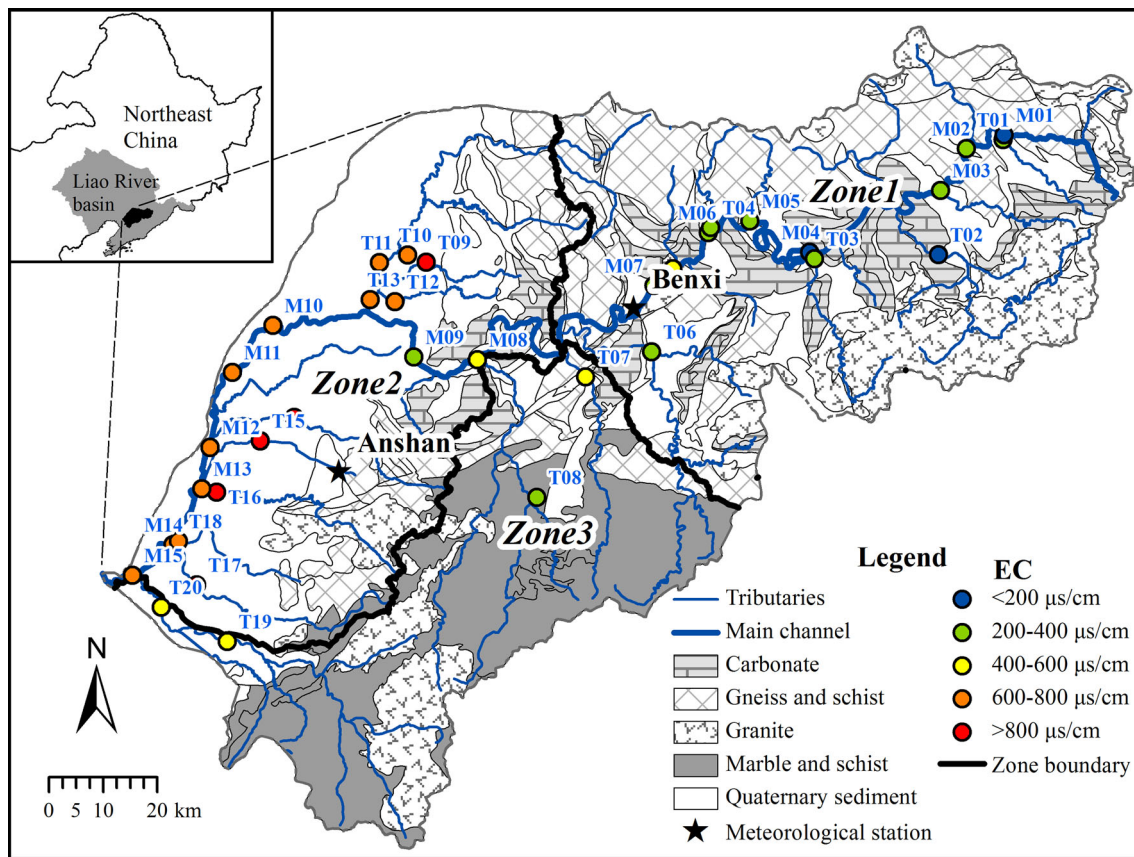 Northeast
China
Liao River
basin
M01
T01
M02
M03
Zone1
T02
M05
T04
M06
M04
T03
M07
Benxi
T10
T09
T11
T13
T12
M10
M09
M08
T06
T07
M11
Zone2
T15
M12
Anshan
M13
T16
T08
Zone3
T18
M14
M15
T17
T20
T19
N
0 5 10 20 km
Legend
Tributaries
Main channel
Carbonate
Gneiss and schist
Granite
Marble and schist
Quaternary sediment
Meteorological station
EC
<200 μs/cm
200-400 μs/cm
400-600 μs/cm
600-800 μs/cm
>800 μs/cm
Zone boundary